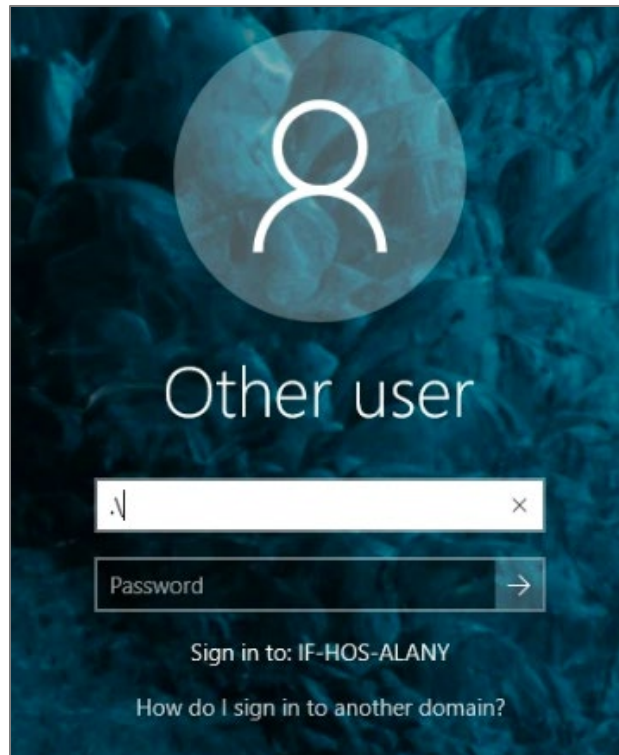 Other user
.\
Password
Sign in to: IF-HOS-ALANY
How do I sign in to another domain?